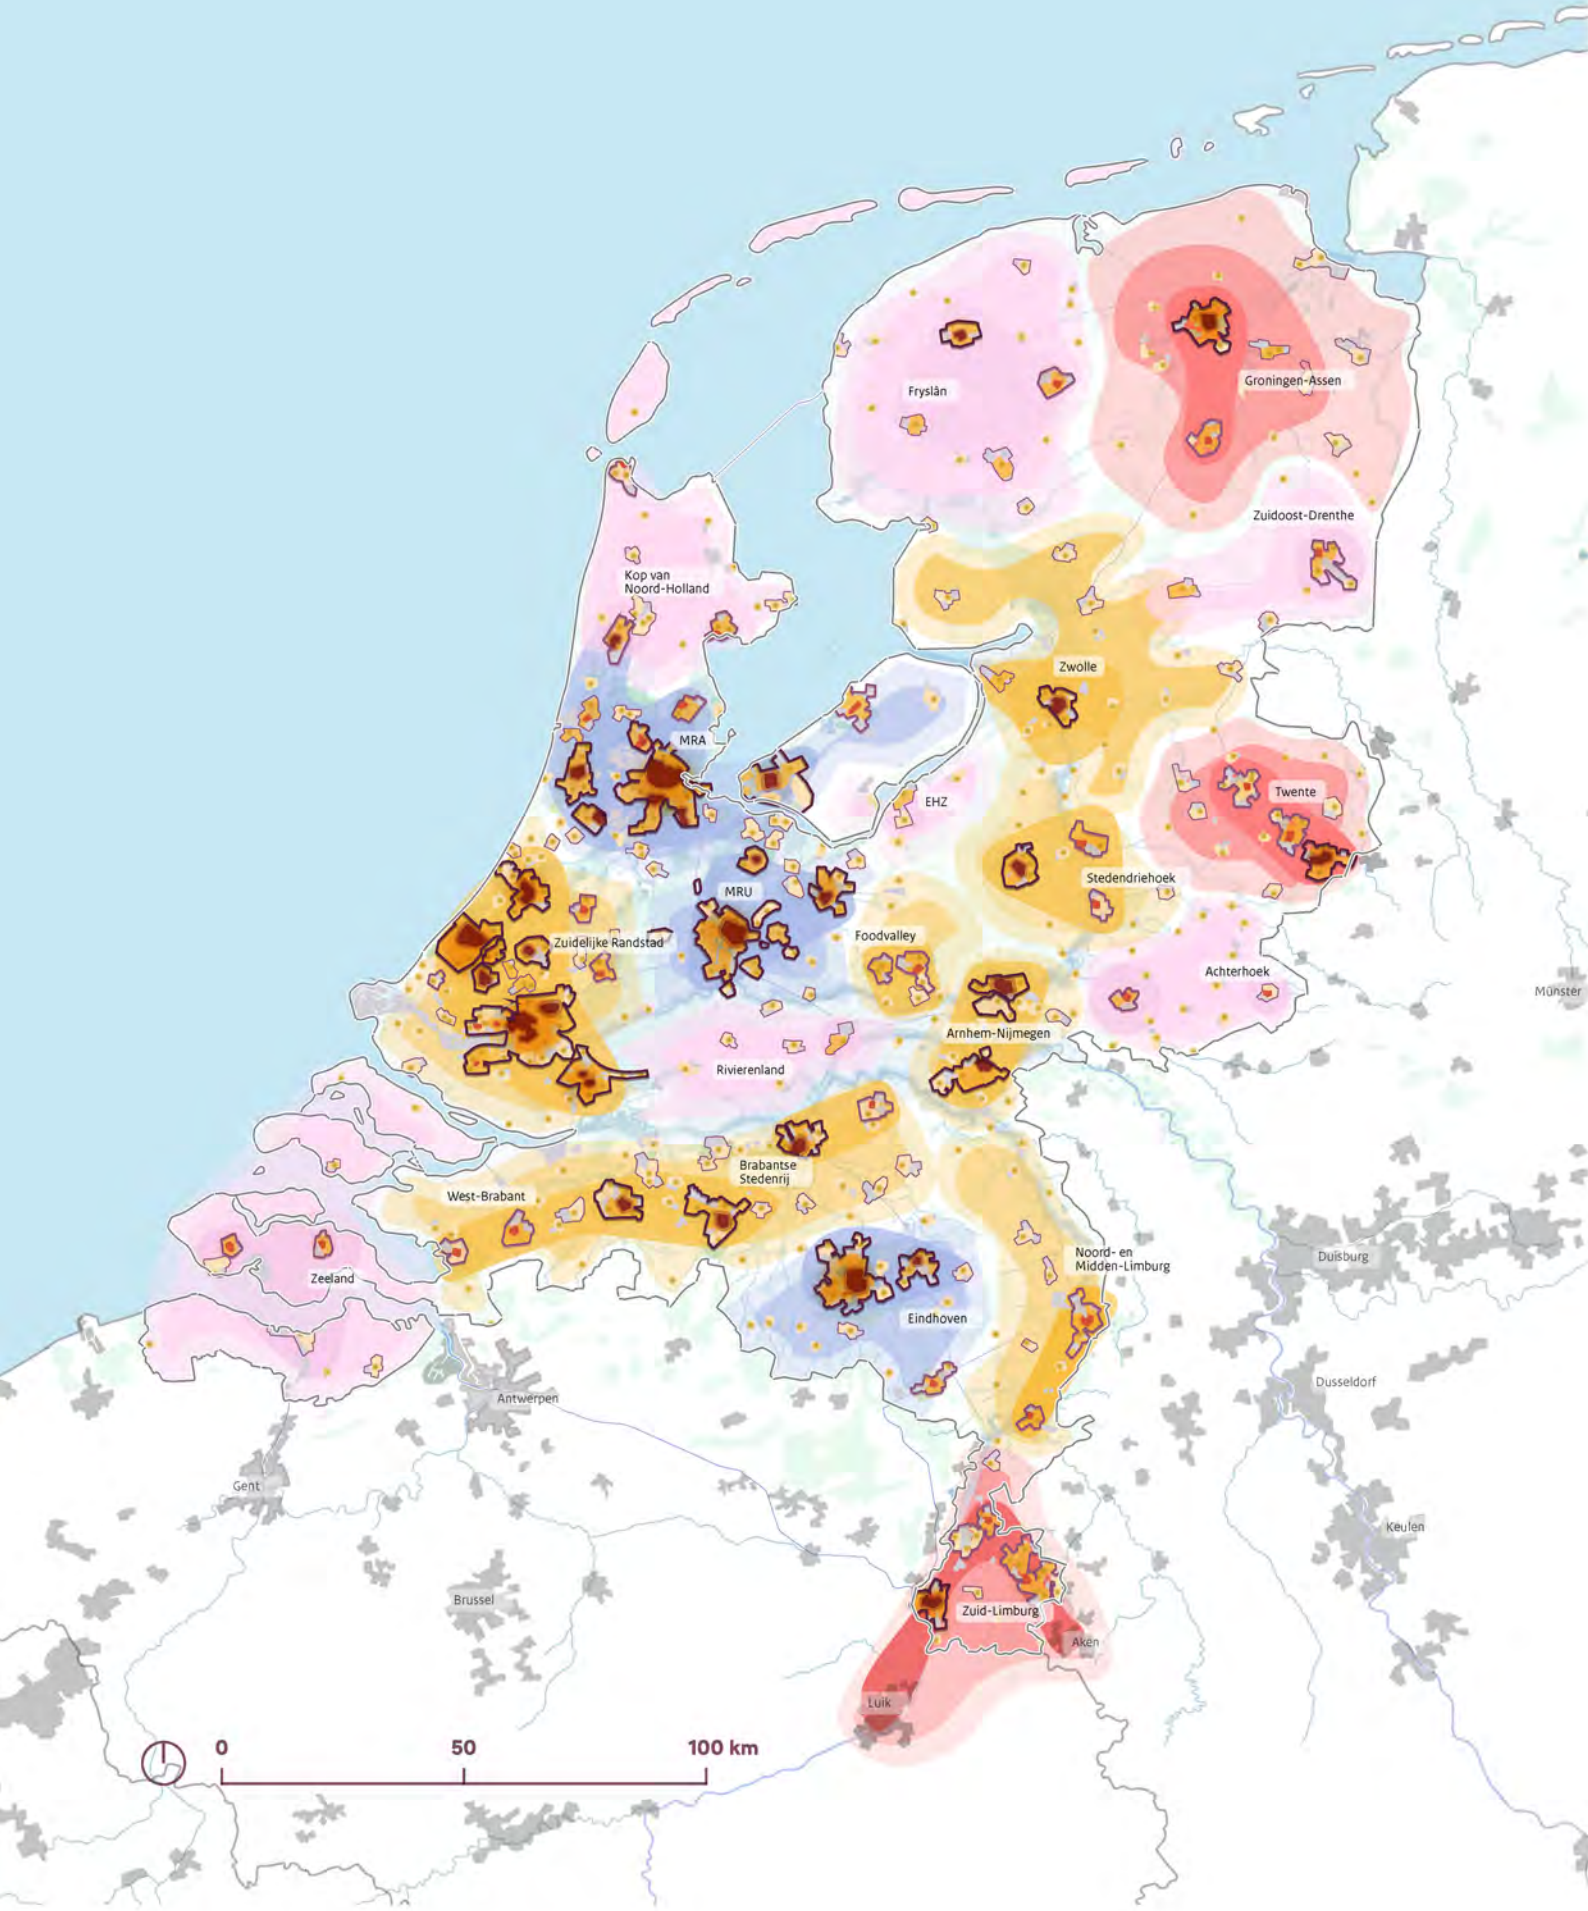 Fryslân
Groningen-Assen
Zuidoost-Drenthe
Kop van
Noord-Holland
Zwolle
MRA
Twente
EHZ
Stedendriehoek
MRU
Foodvalley
Zuidelijke Randstad
Achterhoek
Münster
Arnhem-Nijmegen
Rivierenland
Brabantse
Stedenrij
West-Brabant
Noord- en
Midden-Limburg
Duisburg
Zeeland
Eindhoven
Dusseldorf
Antwerpen
Gent
Keulen
Brussel
Zuid-Limburg
Aken
Luik
0 50 100 km